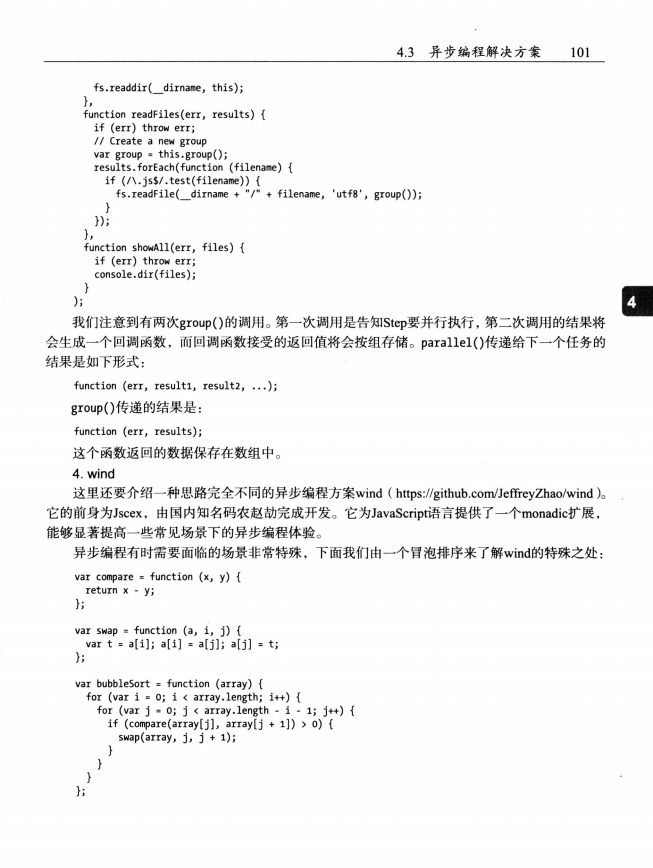 4.3 异步编程解决方案 101
fs.readdir(__dirname, this);
},
function readFiles(err, results) {
if (err) throw err;
// Create a new group
var group = this.group();
results.forEach(function (filename) {
if (/\.js$/.test(filename)) {
fs.readFile(__dirname + "/" + filename, 'utf8', group());
}
});
},
function showAll(err, files) {
if (err) throw err;
console.dir(files);
}
);
4
我们注意到有两次group()的调用。第一次调用是告知Step要并行执行，第二次调用的结果将
会生成一个回调函数，而回调函数接受的返回值将会按组存储。parallel()传递给下一个任务的
结果是如下形式：
function (err, result1, result2, ...);
group()传递的结果是：
function (err, results);
这个函数返回的数据保存在数组中。
4. wind
这里还要介绍一种思路完全不同的异步编程方案wind（https://github.com/JeffreyZhao/wind）。
它的前身为Jscex，由国内知名码农赵劼完成开发。它为JavaScript语言提供了一个monadic扩展，
能够显著提高一些常见场景下的异步编程体验。
异步编程有时需要面临的场景非常特殊，下面我们由一个冒泡排序来了解wind的特殊之处：
var compare = function (x, y) {
return x - y;
};
var swap = function (a, i, j) {
var t = a[i]; a[i] = a[j]; a[j] = t;
};
var bubbleSort = function (array) {
for (var i = 0; i < array.length; i++) {
for (var j = 0; j < array.length - i - 1; j++) {
if (compare(array[j], array[j + 1]) > 0) {
swap(array, j, j + 1);
}
}
}
};